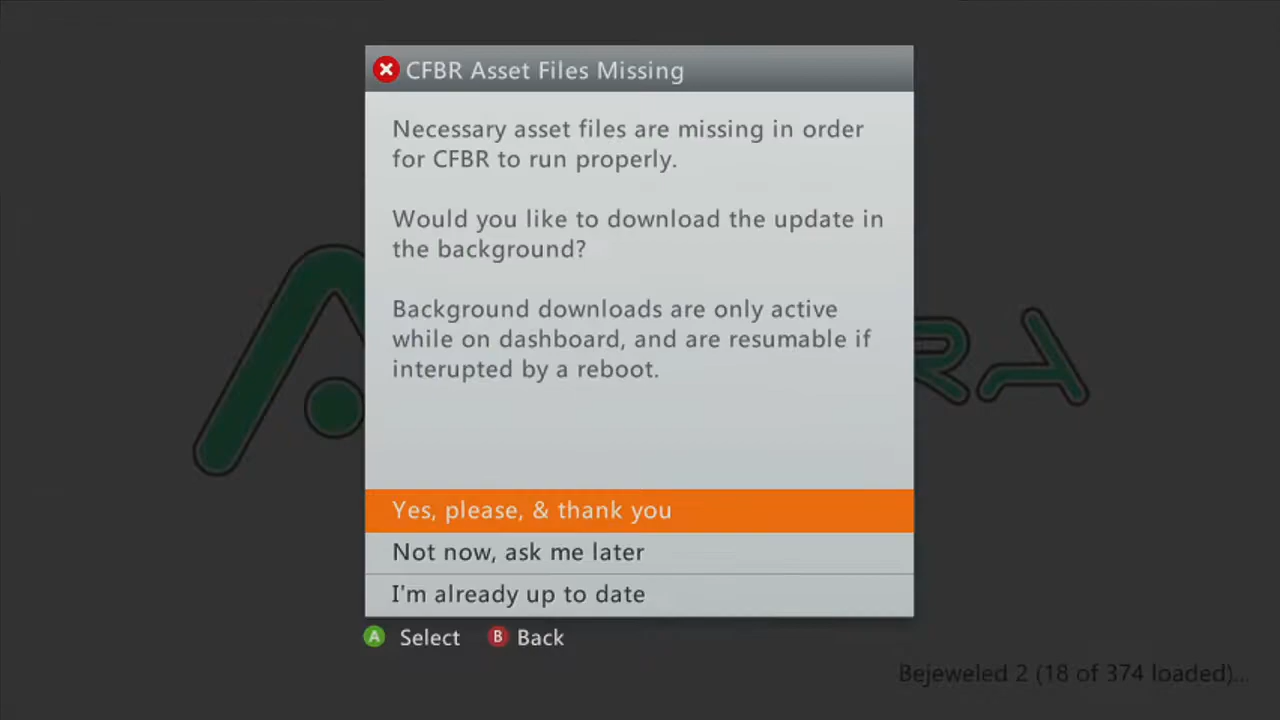 CFBR Asset Files Missing
Necessary asset files are missing in order
for CFBR to run properly.
Would you like to download the update in
the background?
Background downloads are only active
while on dashboard, and are resumable if
interupted by a reboot.
Yes, please, & thank you
Not now, ask me later
I'm already up to date
A Select B Back
Bejeweled 2 (18 of 374 loaded)...